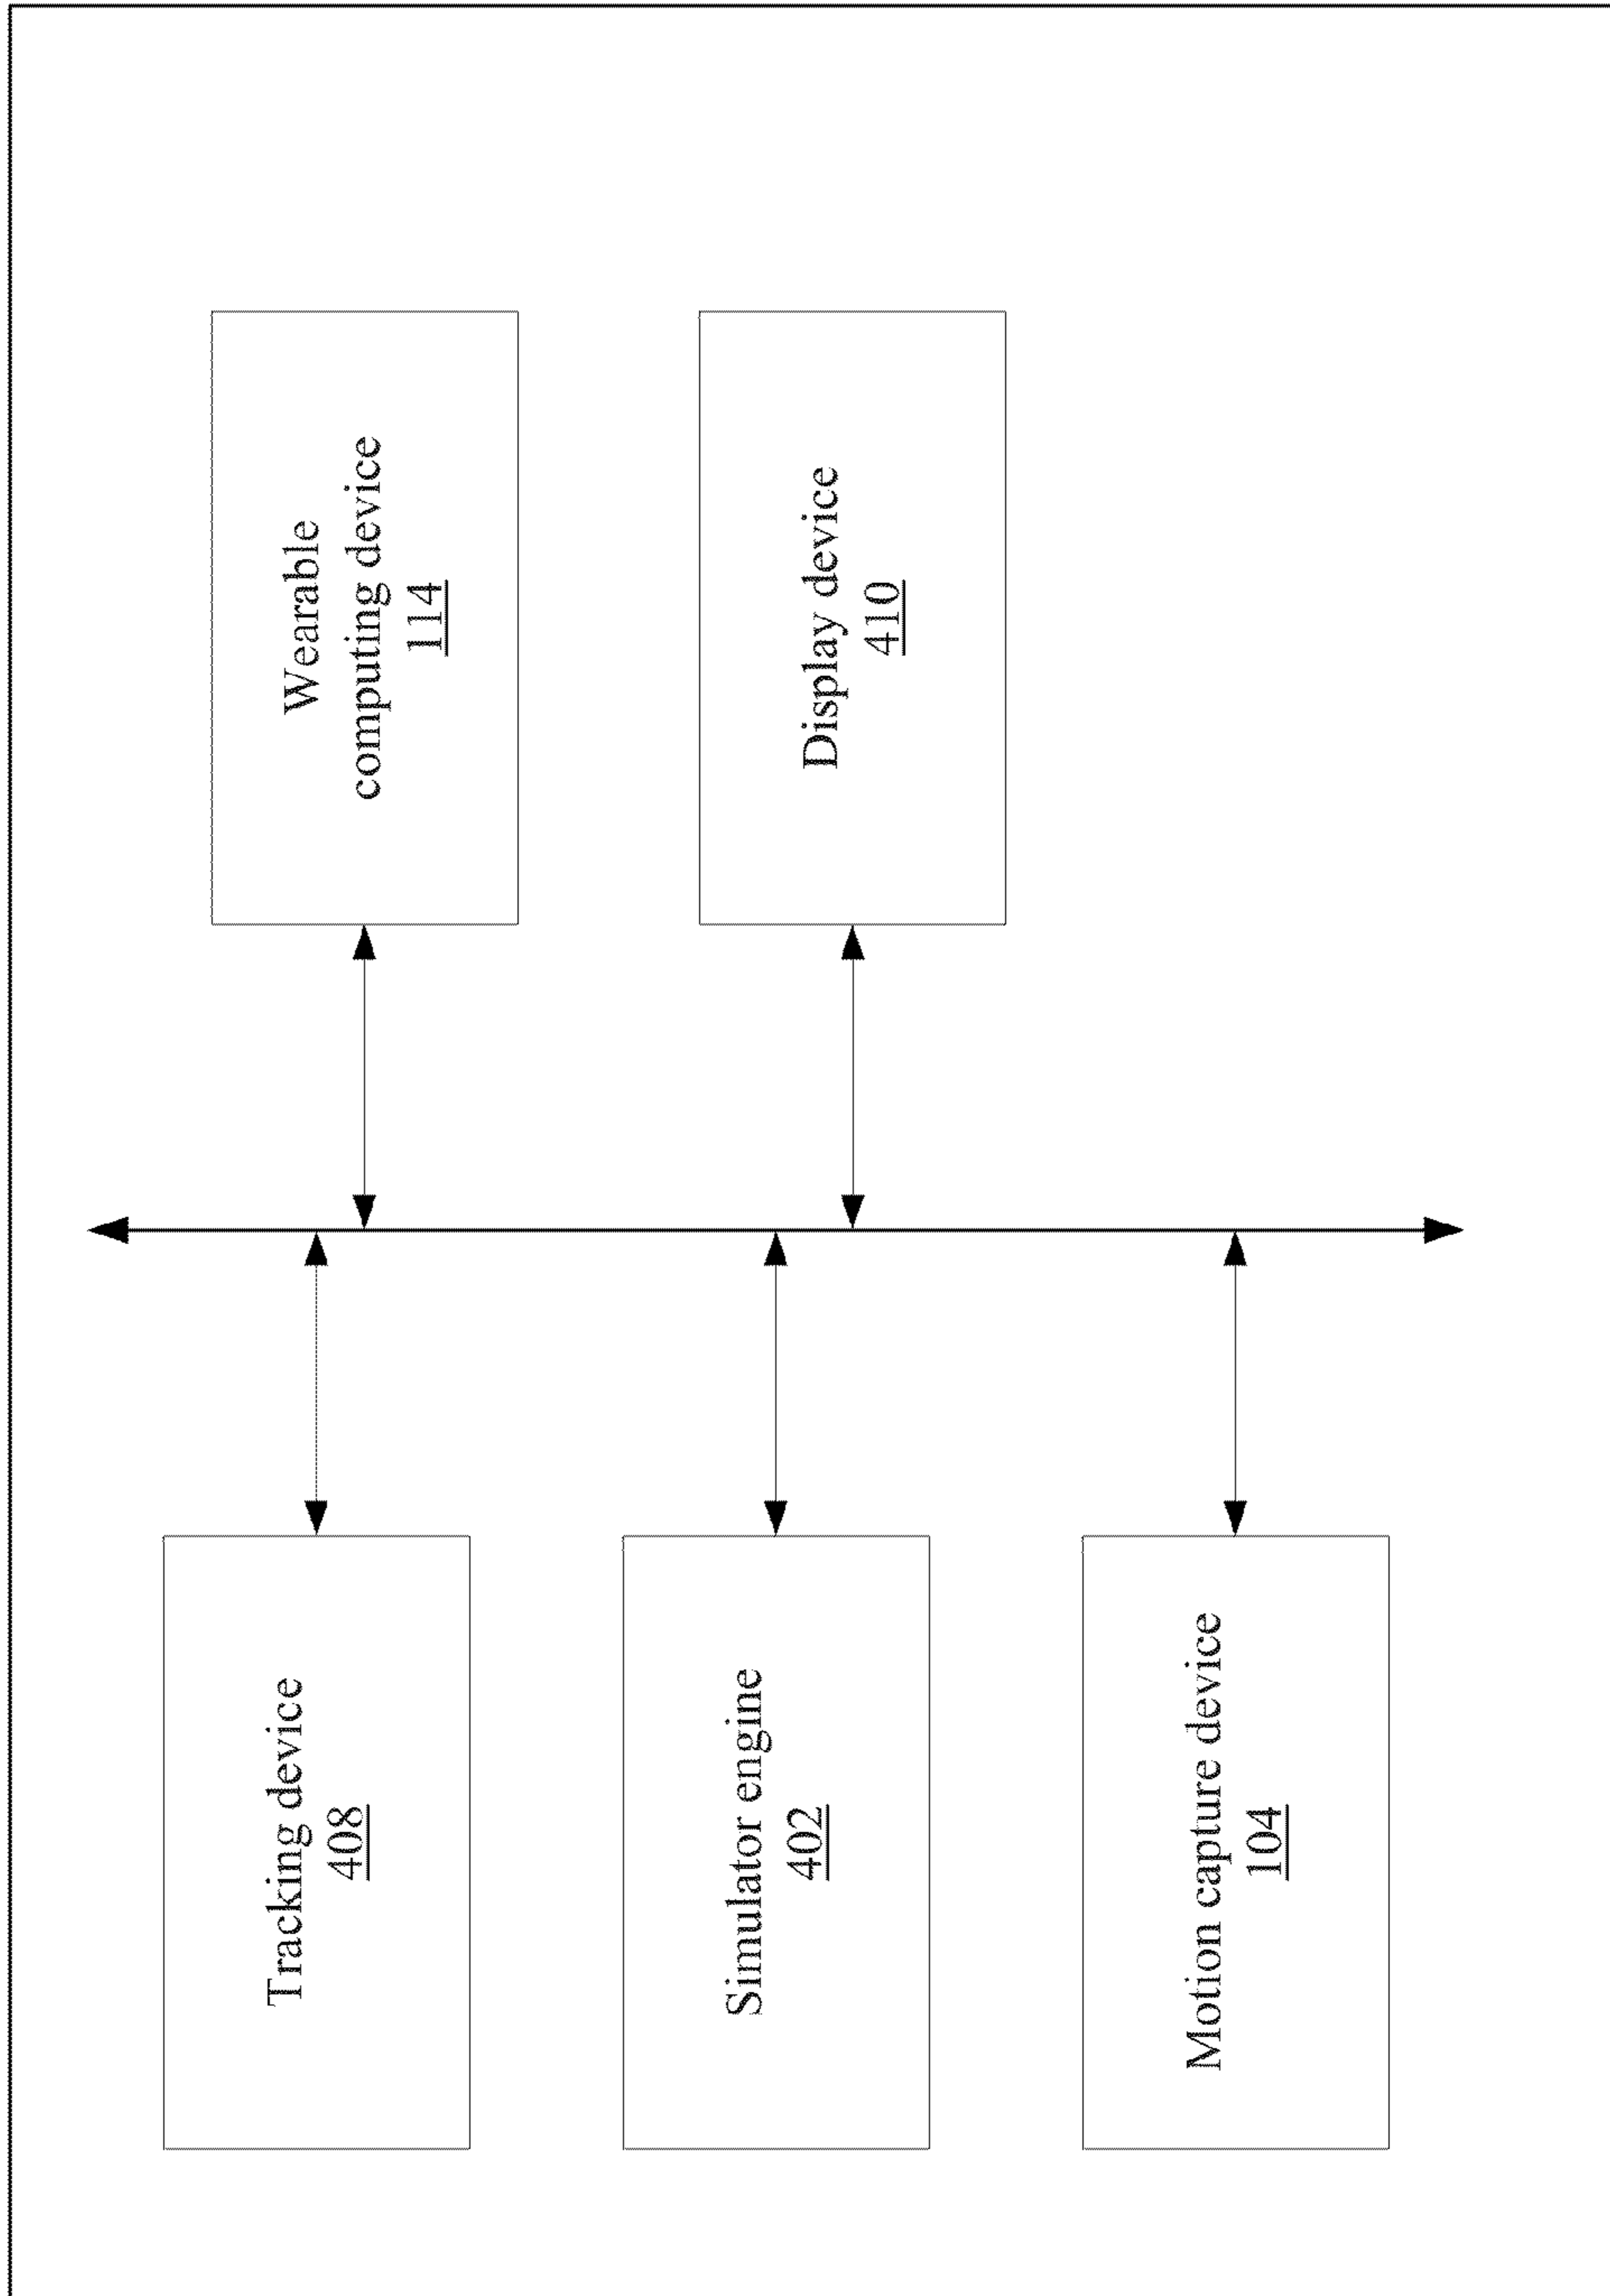 Tracking device
408
Simulator engine
402
Motion capture device
104
Wearable
computing device
114
Display device
410